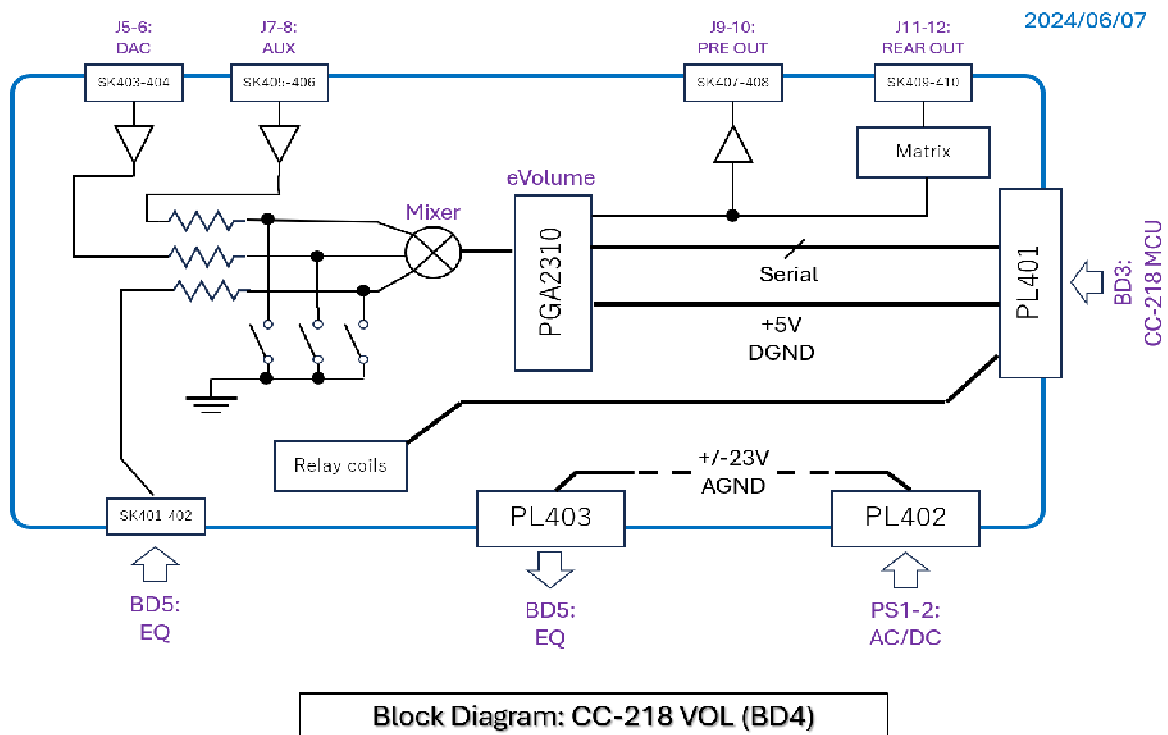 2024/06/07
J5-6:
DAC
J7-8:
AUX
J9-10:
PRE OUT
J11-12:
REAR OUT
SK403-404
SK405-406
SK407-408
SK409-410
Matrix
eVolume
Mixer
PGA2310
Serial
+5V
DGND
PL401
BD3:
CC-218 MCU
Relay coils
+/-23V
AGND
SK401-402
PL403
PL402
BD5:
EQ
BD5:
EQ
PS1-2:
AC/DC
Block Diagram: CC-218 VOL (BD4)